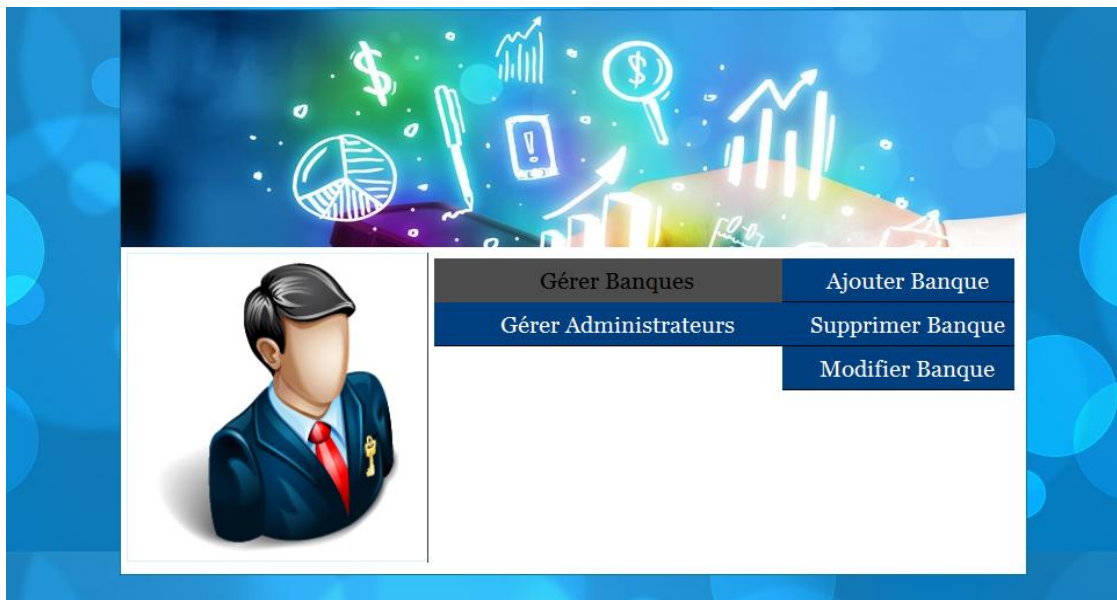 Gérer Banques
Ajouter Banque
Gérer Administrateurs
Supprimer Banque
Modifier Banque